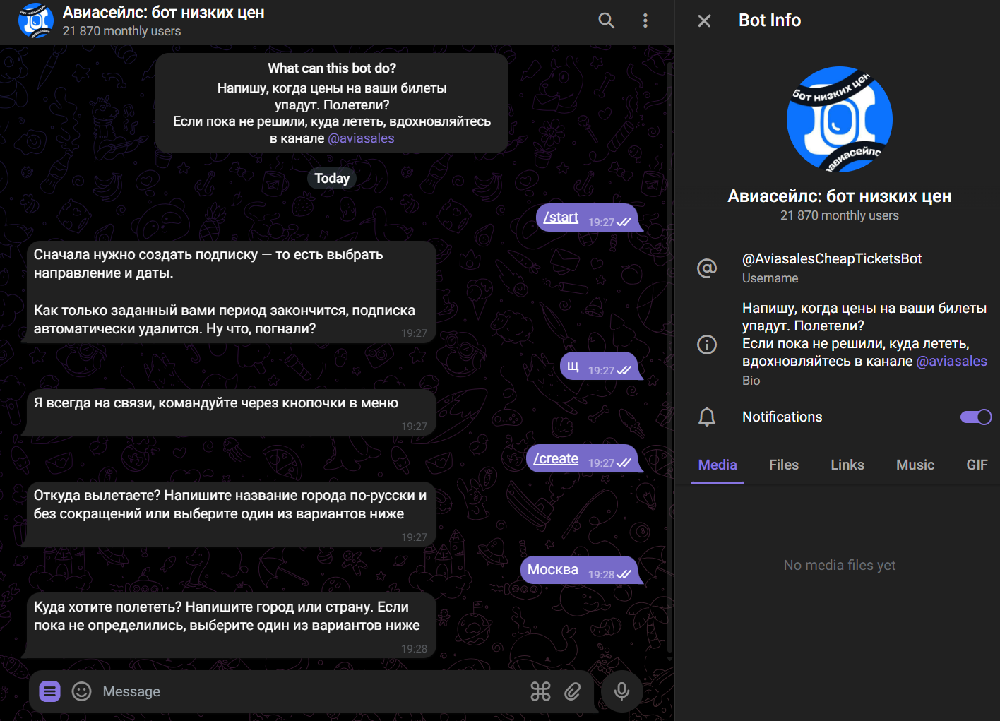 Авиасейлс: бот низких цен
21 870 monthly users
What can this bot do?
Напишу, когда цены на ваши билеты
упадут. Полетели?
Если пока не решили, куда лететь, вдохновляйтесь
в канале @aviasales
Today
/start 19:27
Сначала нужно создать подписку — то есть выбрать
направление и даты.
Как только заданный вами период закончится, подписка
автоматически удалится. Ну что, погнали?
19:27
щ 19:27
Я всегда на связи, командуйте через кнопочки в меню
19:27
/create 19:27
Откуда вылетаете? Напишите название города по-русски и
без сокращений или выберите один из вариантов ниже
19:27
Москва 19:28
Куда хотите полететь? Напишите город или страну. Если
пока не определились, выберите один из вариантов ниже
19:28
Message
Bot Info
бот низких цен
авиасейлс
Авиасейлс: бот низких цен
21 870 monthly users
@AviasalesCheapTicketsBot
Username
Напишу, когда цены на ваши билеты
упадут. Полетели?
Если пока не решили, куда лететь,
вдохновляйтесь в канале @aviasales
Bio
Notifications
Media Files Links Music GIF
No media files yet